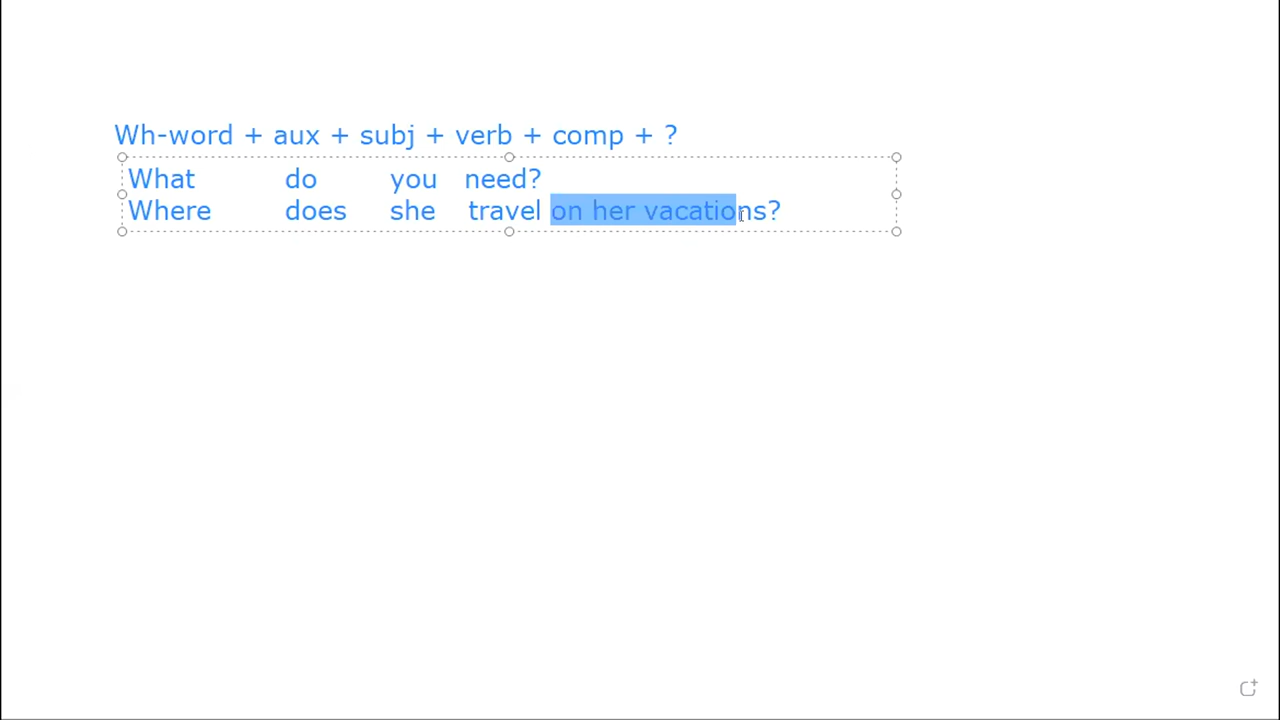 Wh-word + aux + subj + verb + comp + ?
What do you need?
Where does she travel on her vacations?